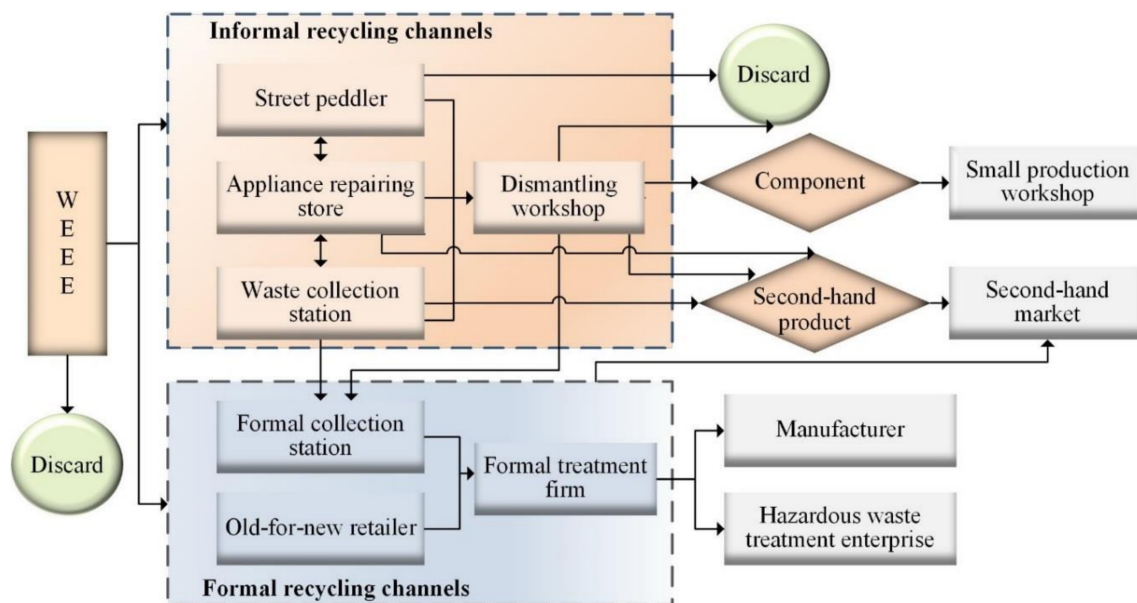 Informal recycling channels
Discard
Street peddler
W
E
E
E
Appliance repairing
store
Dismantling
workshop
Component
Small production
workshop
Waste collection
station
Second-hand
product
Second-hand
market
Discard
Formal collection
station
Formal treatment
firm
Manufacturer
Old-for-new retailer
Hazardous waste
treatment enterprise
Formal recycling channels